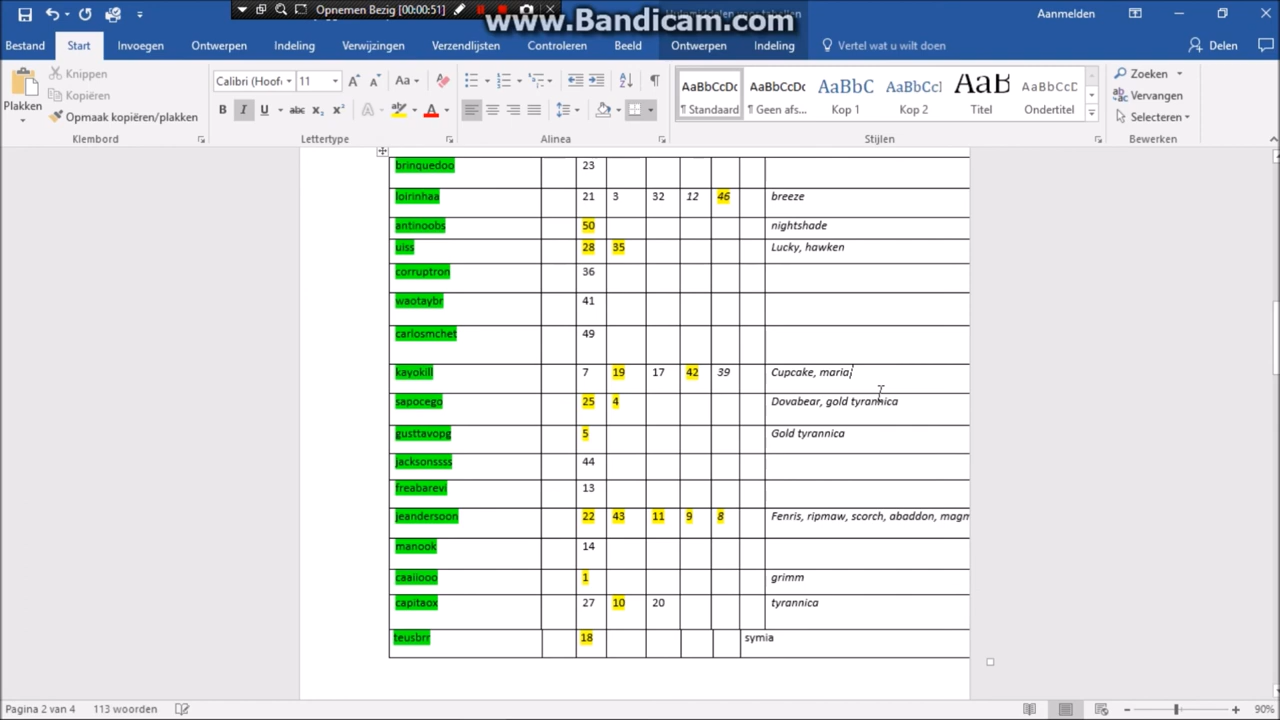 Opnemen Bezig [00:00:51]
www.Bandicam.com
Aanmelden
Bestand Start Invoegen Ontwerpen Indeling Verwijzingen Verzendlijsten Controleren Beeld Ontwerpen Indeling Vertel wat u wilt doen Delen
Plakken
Knippen
Kopiëren
Opmaak kopiëren/plakken
Klembord
Calibri (Hoof 11
Lettertype
Alinea
AaBbCcDc AaBbCcDc AaBbC AaBbCcl AaB AaBbCcD
¶ Standaard ¶ Geen afs... Kop 1 Kop 2 Titel Ondertitel
Stijlen
Zoeken
Vervangen
Selecteren
Bewerken
brinquedoo 23
loirinhaa 21 3 32 12 46 breeze
antinoobs 50 nightshade
uiss 28 35 Lucky, hawken
corruptron 36
waotaybr 41
carlosmchet 49
kayokill 7 19 17 42 39 Cupcake, maria
sapocego 25 4 Dovabear, gold tyrannica
gusttavopg 5 Gold tyrannica
jacksonssss 44
freabarevi 13
jeandersoon 22 43 11 9 8 Fenris, ripmaw, scorch, abaddon, magm
manook 14
caaiiooo 1 grimm
capitaox 27 10 20 tyrannica
teusbrr 18 symia
Pagina 2 van 4 113 woorden 90%